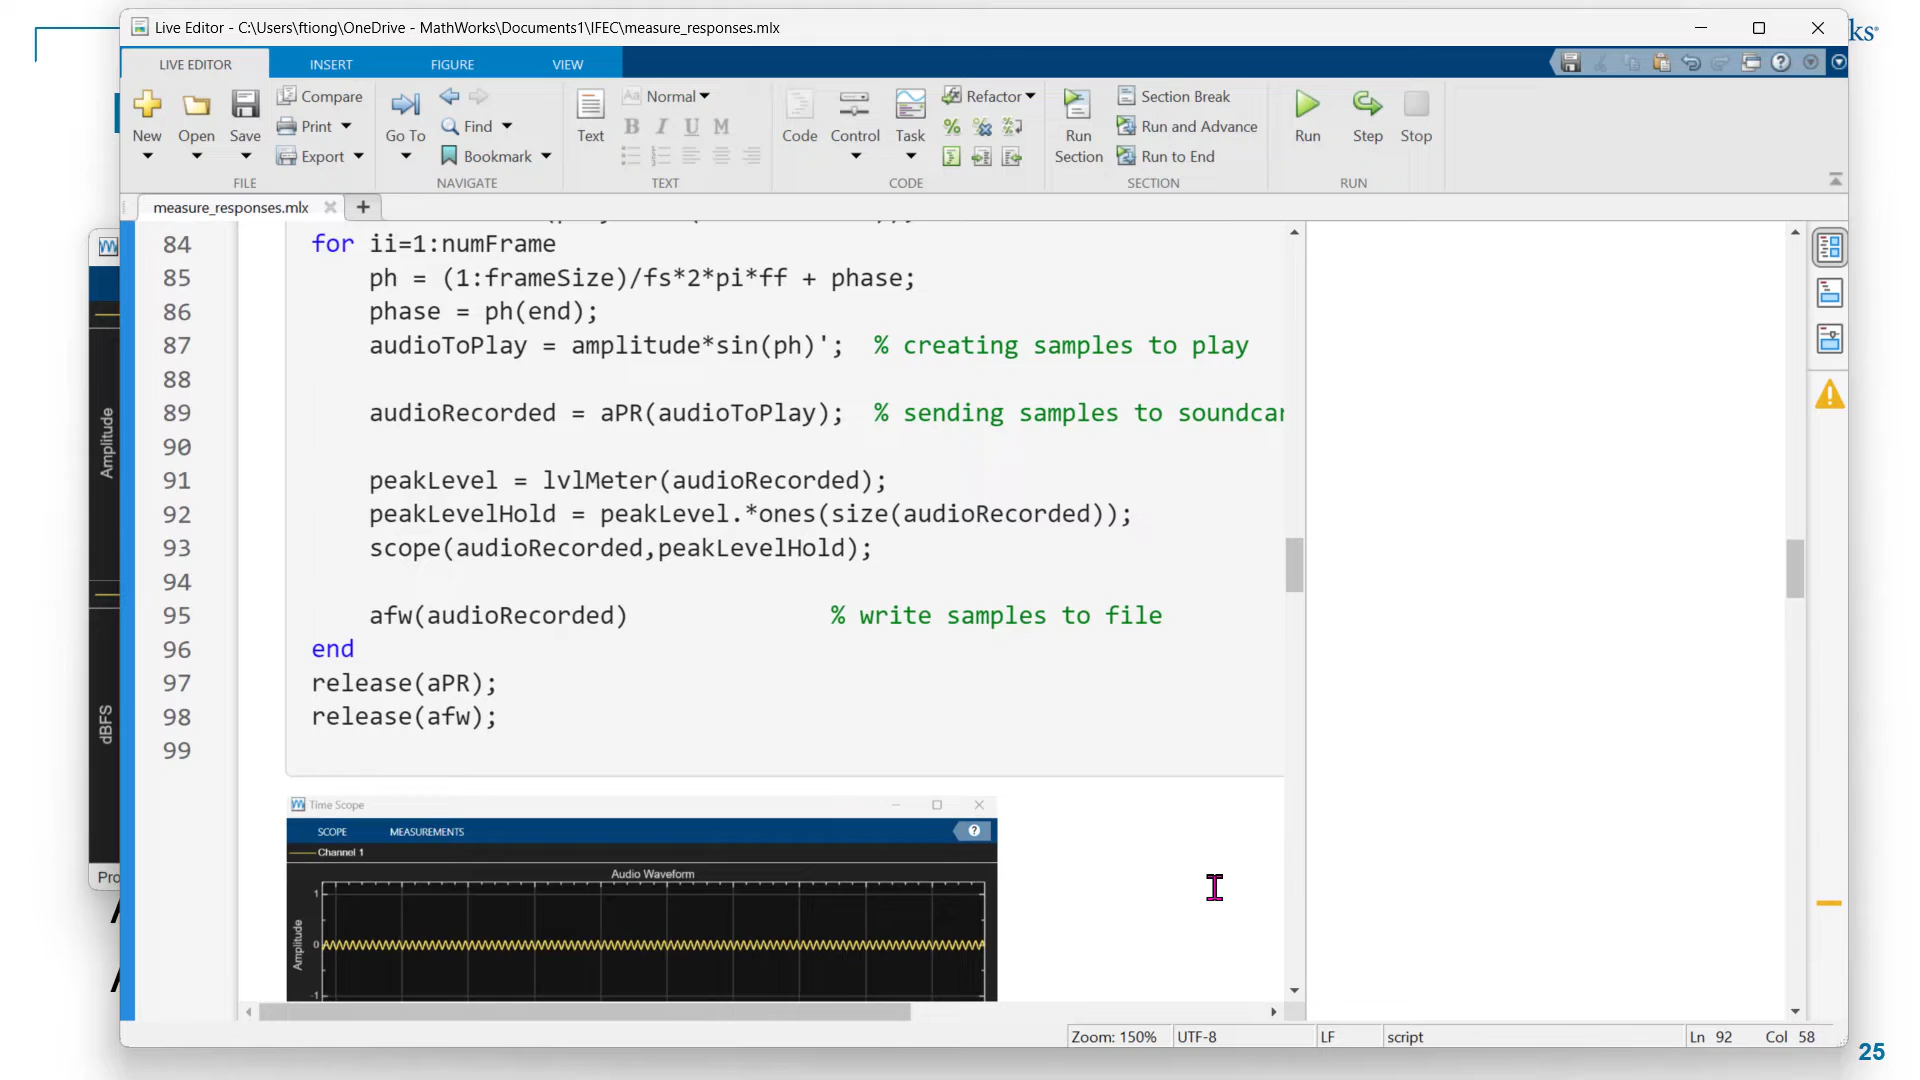 Live Editor - C:\Users\ftiong\OneDrive - MathWorks\Documents1\IFEC\measure_responses.mlx
ks®
LIVE EDITOR INSERT FIGURE VIEW
New Open Save Compare Print Export
FILE
Go To Find Bookmark
NAVIGATE
Text Aa Normal B I U M
TEXT
Code Control Task Refactor
CODE
Run Section Section Break Run and Advance Run to End
SECTION
Run Step Stop
RUN
measure_responses.mlx
84 for ii=1:numFrame
85 ph = (1:frameSize)/fs*2*pi*ff + phase;
86 phase = ph(end);
87 audioToPlay = amplitude*sin(ph)'; % creating samples to play
88
89 audioRecorded = aPR(audioToPlay); % sending samples to soundcar
90
91 peakLevel = lvlMeter(audioRecorded);
92 peakLevelHold = peakLevel.*ones(size(audioRecorded));
93 scope(audioRecorded,peakLevelHold);
94
95 afw(audioRecorded) % write samples to file
96 end
97 release(aPR);
98 release(afw);
99
Amplitude
dBFS
Pro
Time Scope
SCOPE MEASUREMENTS
Channel 1
Audio Waveform
Amplitude
1
0
-1
Zoom: 150% UTF-8 LF script Ln 92 Col 58
25